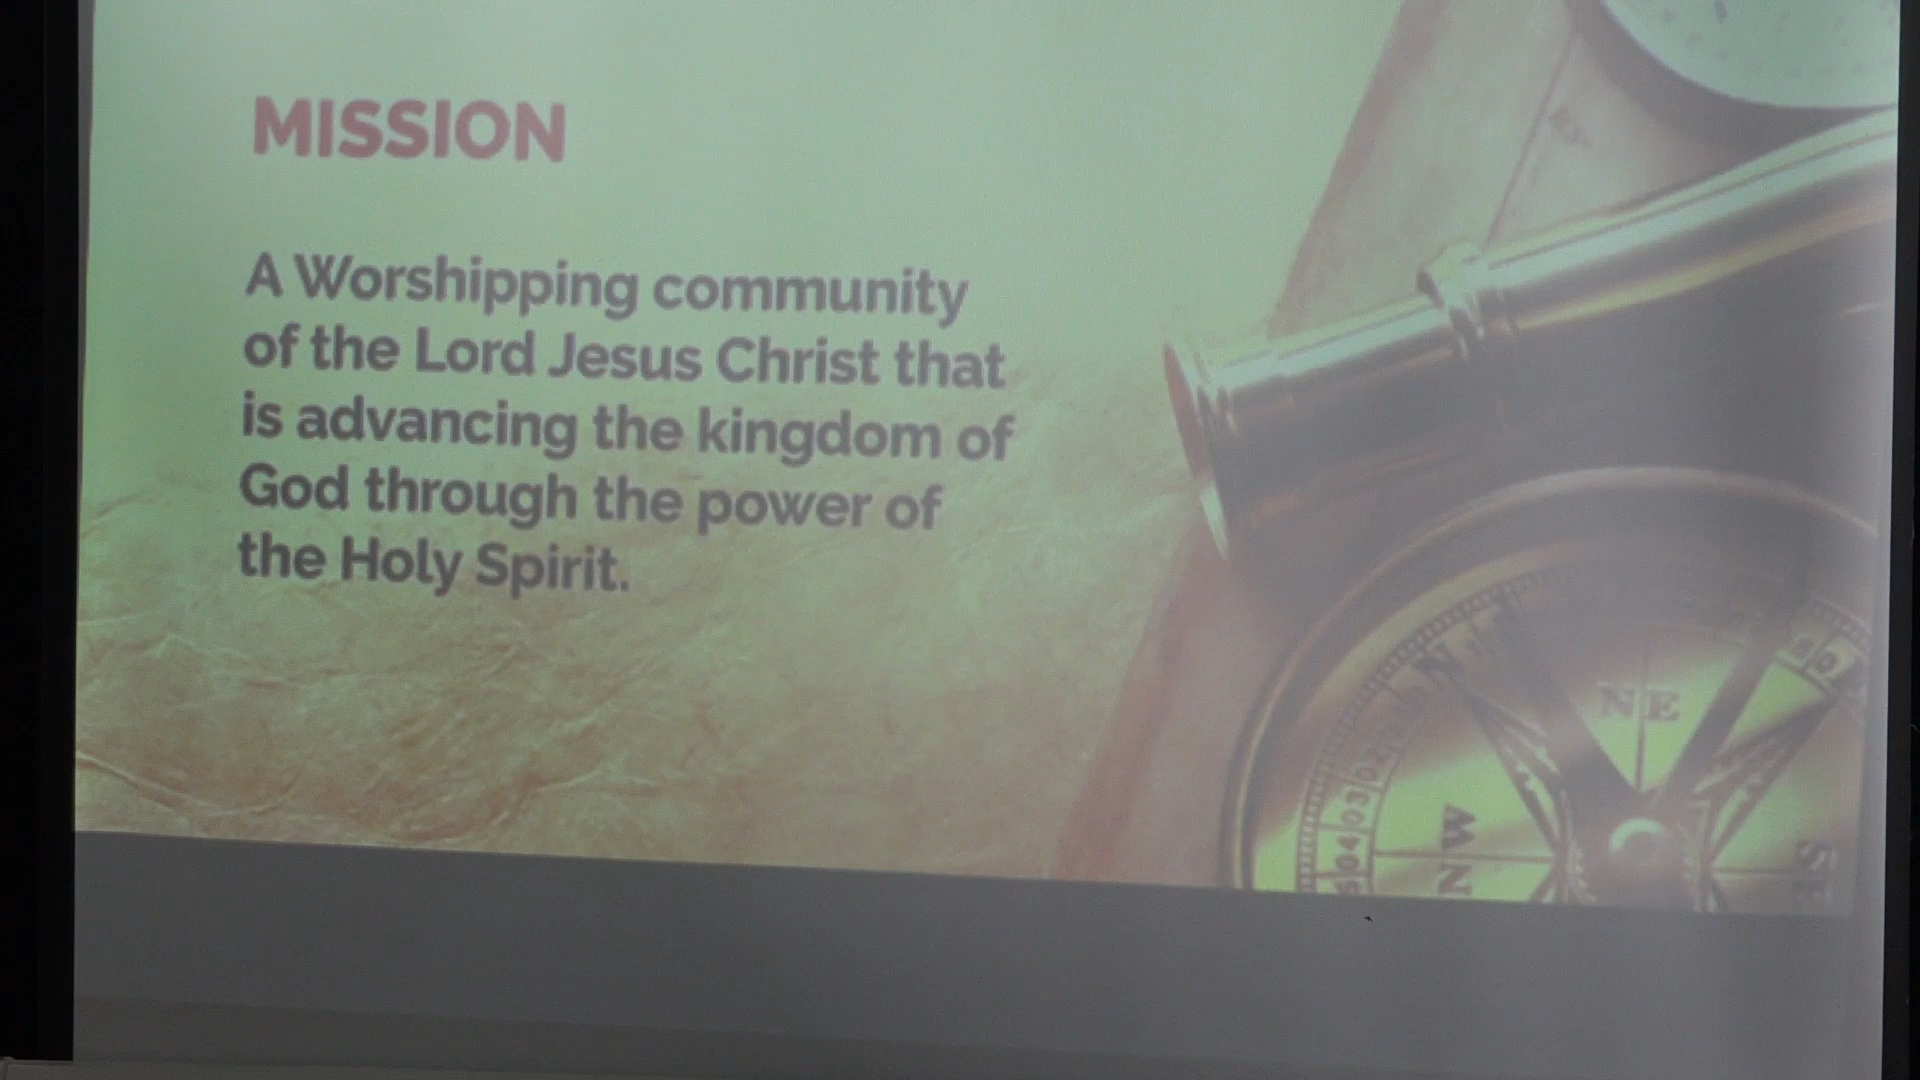 MISSION
A Worshipping community
of the Lord Jesus Christ that
is advancing the kingdom of
God through the power of
the Holy Spirit.
N
NE
NW
S